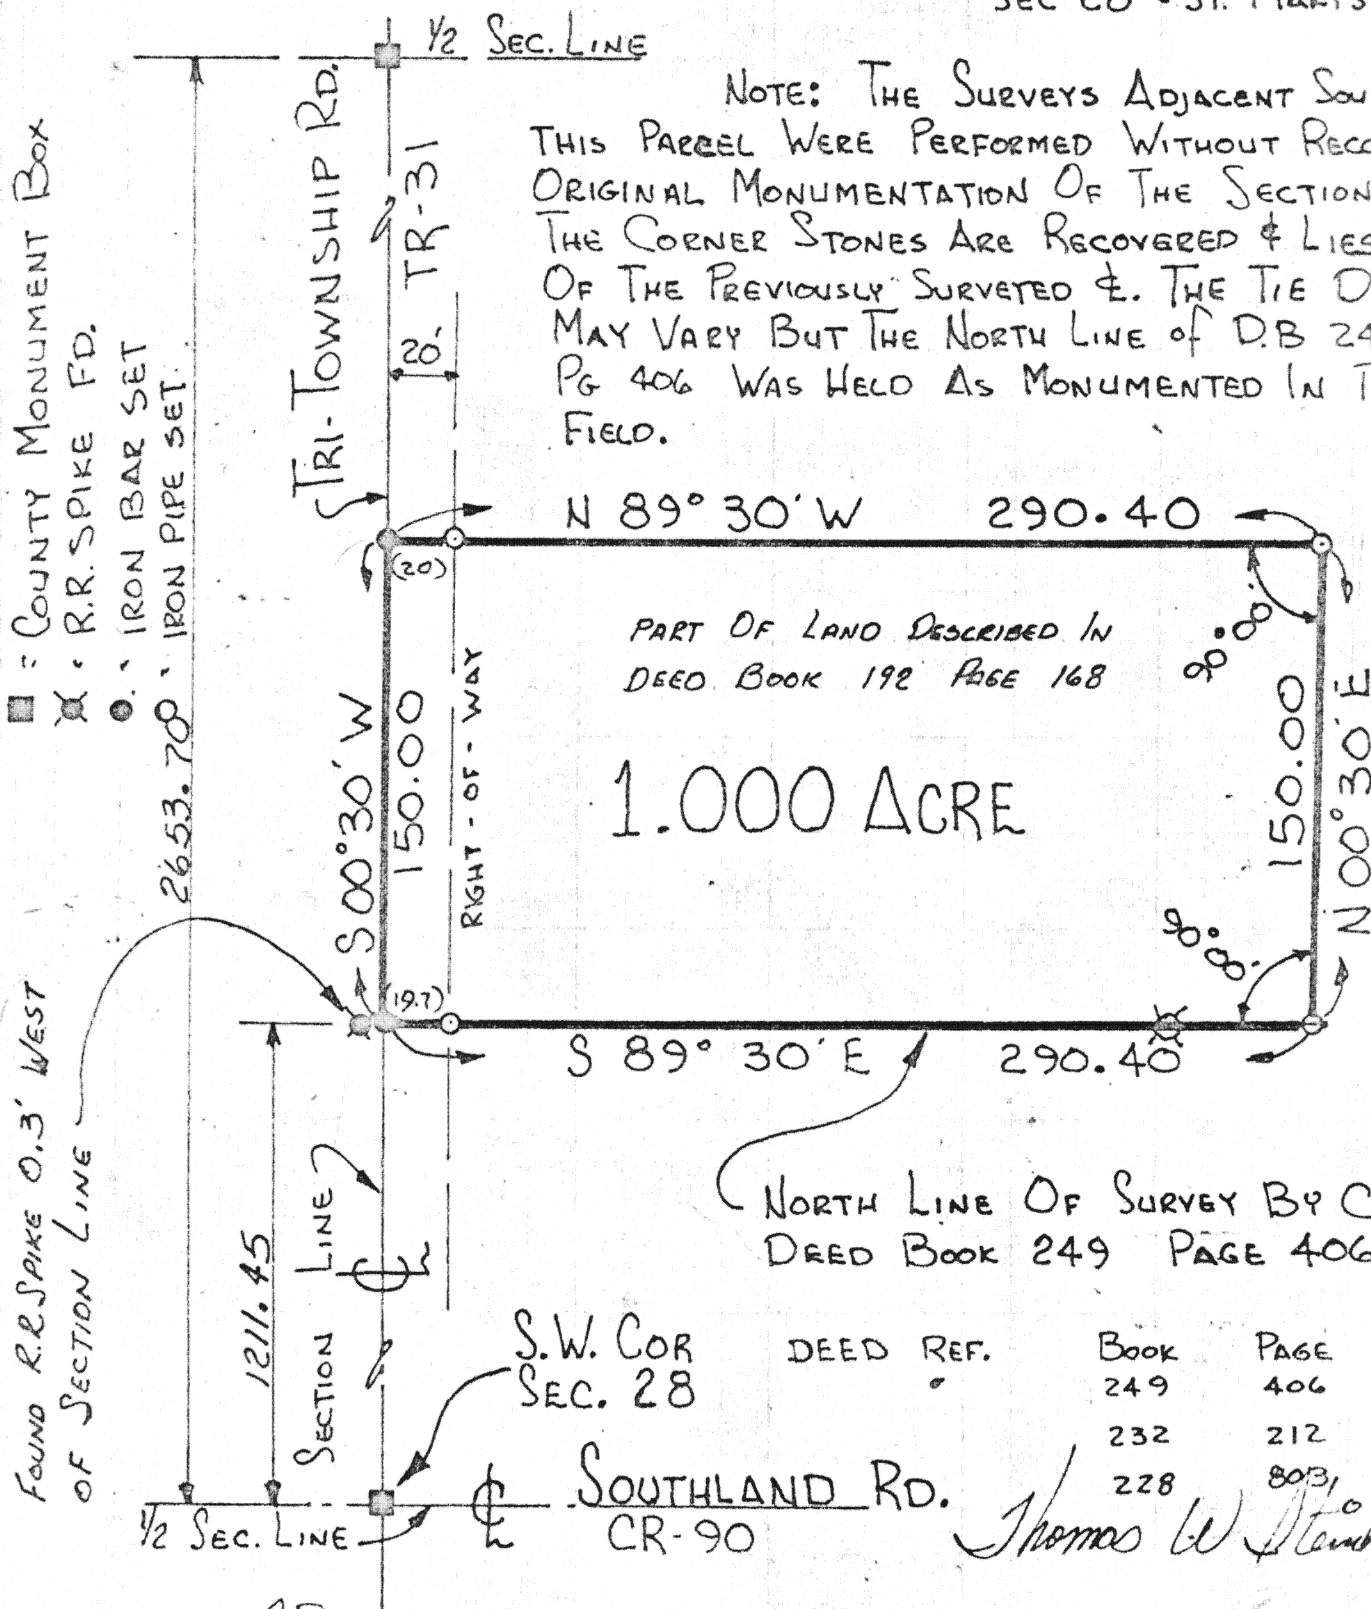 1/2 SEC. LINE
NOTE: THE SURVEYS ADJACENT
THIS PARCEL WERE PERFORMED WITHOUT
ORIGINAL MONUMENTATION OF THE SECTION
THE CORNER STONES ARE RECOVERED & LIES
OF THE PREVIOUSLY SURVEYED ℄. THE TIE
MAY VARY BUT THE NORTH LINE of D.B 24
PG 406 WAS HELD AS MONUMENTED IN
FIELD.
TRI-TOWNSHIP RD.
TR-31
20.
■ : COUNTY MONUMENT BOX
R.R. SPIKE FD.
IRON BAR SET
IRON PIPE SET.
2653.70
N 89° 30' W 290.40
(20)
90°00'
PART OF LAND DESCRIBED IN
DEED BOOK 192 PAGE 168
1.000 ACRE
S 00°30' W
150.00
RIGHT-OF-WAY
150.00
N 00°30' E
90°00'
(19.7)
S 89° 30' E 290.40
FOUND R.R. SPIKE 0.3' WEST
OF SECTION LINE
NORTH LINE OF SURVEY BY
DEED BOOK 249 PAGE 406
1211.45
SECTION LINE
℄
S.W. COR
SEC. 28
DEED REF. BOOK PAGE
249 406
232 212
228 803
1/2 SEC. LINE
℄ SOUTHLAND RD.
CR-90
Thomas W